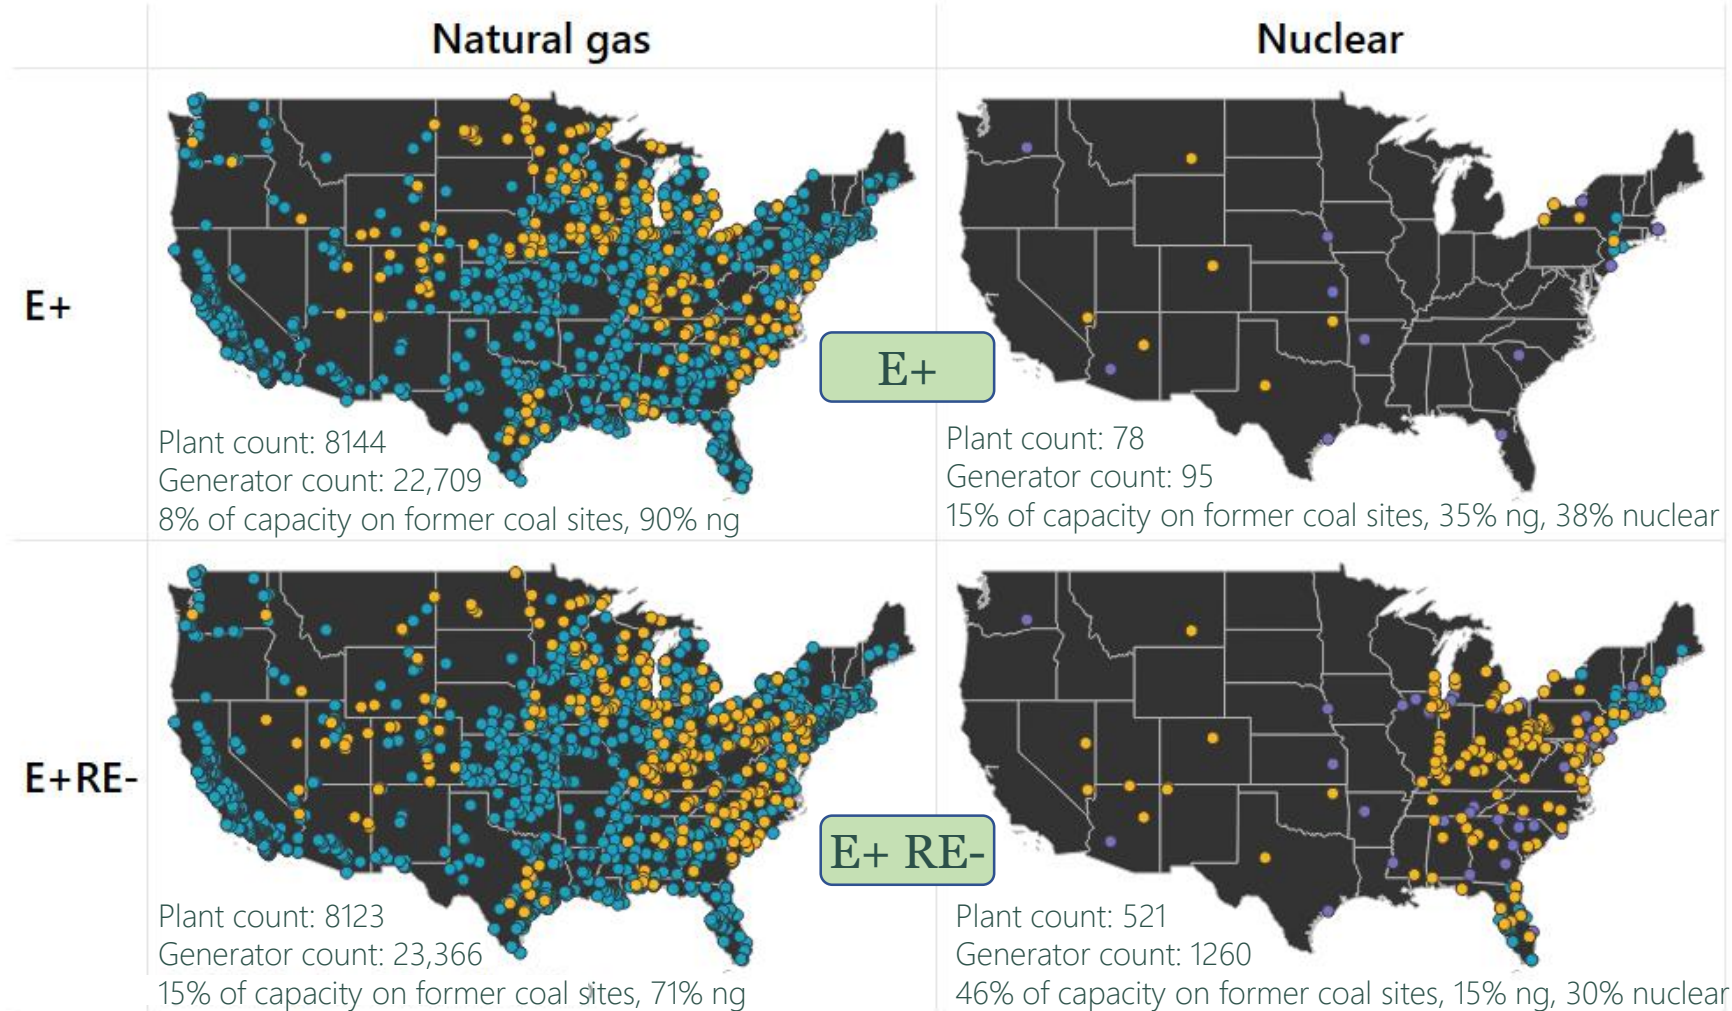 Natural gas
Nuclear
E+
E+
Plant count: 8144
Generator count: 22,709
8% of capacity on former coal sites, 90% ng
Plant count: 78
Generator count: 95
15% of capacity on former coal sites, 35% ng, 38% nuclear
E+RE-
E+ RE-
Plant count: 8123
Generator count: 23,366
15% of capacity on former coal sites, 71% ng
Plant count: 521
Generator count: 1260
46% of capacity on former coal sites, 15% ng, 30% nuclear